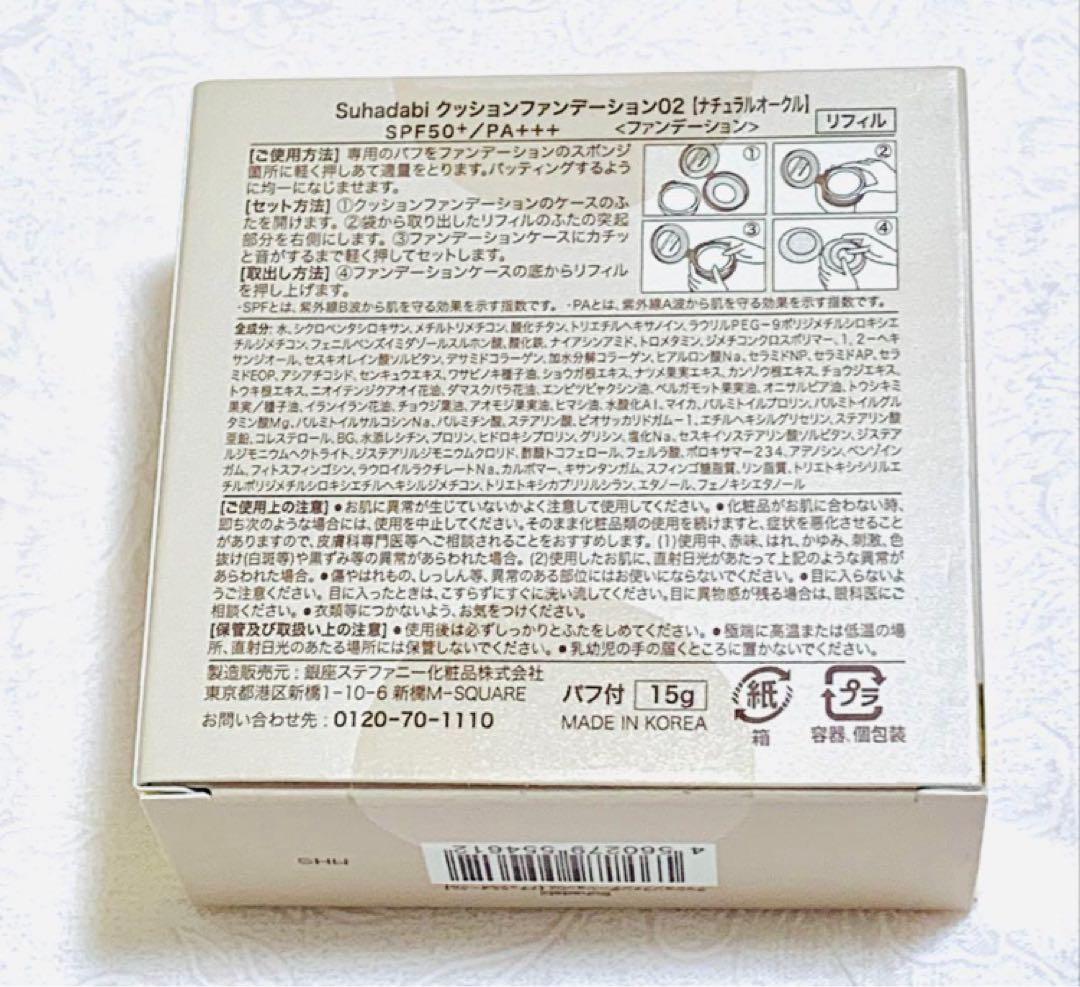 Suhadabi クッションファンデーション02【ナチュラルオークル】
SPF50+/PA+++ <ファンデーション>
リフィル
[ご使用方法] 専用のパフをファンデーションのスポンジ
箇所に軽く押しあて適量をとります。パッティングするよう
に均一になじませます。
[セット方法] ①クッションファンデーションのケースのふ
たを開けます。②袋から取り出したリフィルのふたの突起
部分を右側にします。③ファンデーションケースにカチッ
と音がするまで軽く押してセットします。
[取出し方法] ④ファンデーションケースの底からリフィル
を押し上げます。
①
②
③
④
・SPFとは、紫外線B波から肌を守る効果を示す指数です。・PAとは、紫外線A波から肌を守る効果を示す指数です。
全成分:水、シクロペンタシロキサン、メチルトリメチコン、酸化チタン、トリエチルヘキサノイン、ラウリルPEG-9ポリジメチルシロキシエ
チルジメチコン、フェニルベンズイミダゾールスルホン酸、酸化鉄、ナイアシンアミド、トロメタミン、ジメチコンクロスポリマー、1,2-ヘキ
サンジオール、セスキオレイン酸ソルビタン、デサミドコラーゲン、加水分解コラーゲン、ヒアルロン酸Na、セラミドNP、セラミドAP、セラ
ミドEOP、アシアチコシド、センキュウエキス、ワサビノキ種子油、ショウガ根エキス、ナツメ果実エキス、カンゾウ根エキス、チョウジエキス、
トウキ根エキス、ニオイテンジクアオイ花油、ダマスクバラ花油、エンピツビャクシン油、ベルガモット果実油、オニサルビア油、トウシキミ
果実/種子油、イランイラン花油、チョウジ葉油、アオモジ果実油、ヒマシ油、水酸化Al、マイカ、パルミトイルプロリン、パルミトイルグル
タミン酸Mg、パルミトイルサルコシンNa、パルミチン酸、ステアリン酸、ビオサッカリドガム-1、エチルヘキシルグリセリン、ステアリン酸
亜鉛、コレステロール、BG、水添レシチン、プロリン、ヒドロキシプロリン、グリシン、塩化Na、セスキイソステアリン酸ソルビタン、ジステア
ルジモニウムヘクトライト、ジステアリルジモニウムクロリド、酢酸トコフェロール、フェルラ酸、ポロキサマー234、アデノシン、ベンゾイン
ガム、フィトスフィンゴシン、ラウロイルラクチレートNa、カルボマー、キサンタンガム、スフィンゴ糖脂質、リン脂質、トリエトキシシリルエ
チルポリジメチルシロキシエチルヘキシルジメチコン、トリエトキシカプリリルシラン、エタノール、フェノキシエタノール
[ご使用上の注意] ●お肌に異常が生じていないかよく注意して使用してください。●化粧品がお肌に合わない時、
即ち次のような場合には、使用を中止してください。そのまま化粧品類の使用を続けますと、症状を悪化させること
がありますので、皮膚科専門医等へご相談されることをおすすめします。(1)使用中、赤味、はれ、かゆみ、刺激、色
抜け(白斑等)や黒ずみ等の異常があらわれた場合。(2)使用したお肌に、直射日光があたって上記のような異常が
あらわれた場合。●傷やはれもの、しっしん等、異常のある部位にはお使いにならないでください。●目に入らないよ
うご注意ください。目に入ったときは、こすらずにすぐに洗い流してください。目に異物感が残る場合は、眼科医にご
相談ください。●衣類等につかないよう、お気をつけください。
[保管及び取扱い上の注意] ●使用後は必ずしっかりとふたをしめてください。●極端に高温または低温の場
所、直射日光のあたる場所には保管しないでください。●乳幼児の手の届くところに置かないでください。
製造販売元:銀座ステファニー化粧品株式会社
東京都港区新橋1-10-6 新橋M-SQUARE
お問い合わせ先:0120-70-1110
パフ付 15g
MADE IN KOREA
紙
箱
プラ
容器、個包装
4 560279 554612
Suhadabi